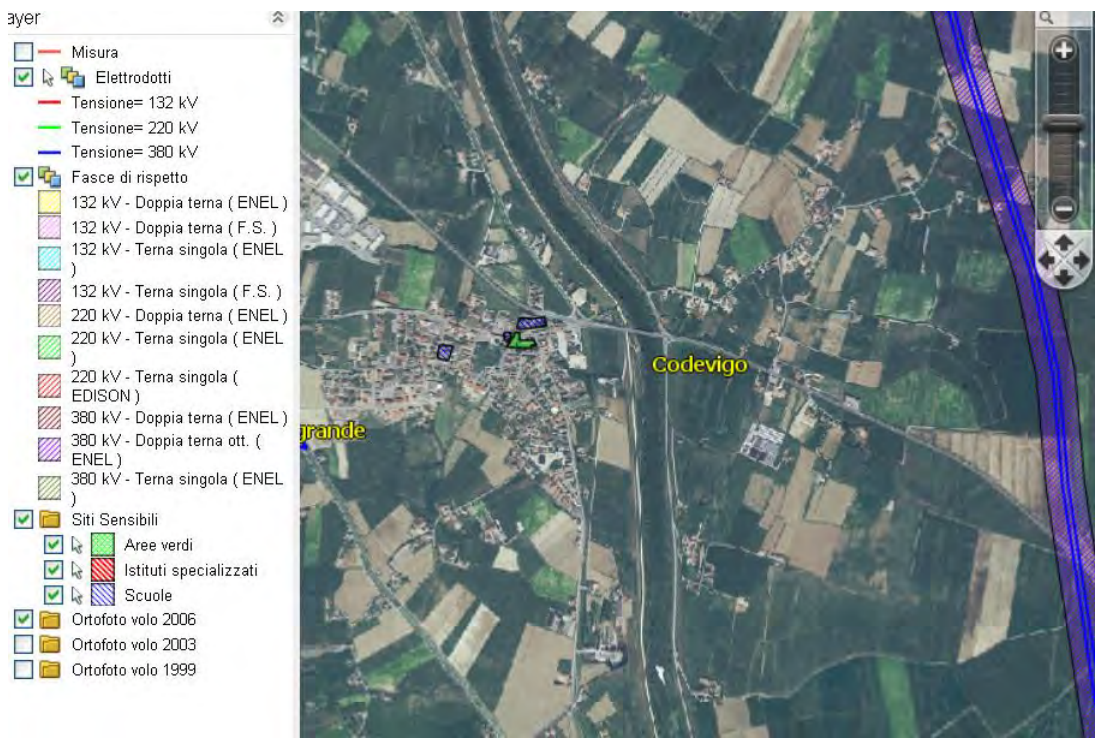 ayer
Misura
Elettrodotti
Tensione= 132 kV
Tensione= 220 kV
Tensione= 380 kV
Fasce di rispetto
132 kV - Doppia terna ( ENEL )
132 kV - Doppia terna ( F.S. )
132 kV - Terna singola ( ENEL
)
132 kV - Terna singola ( F.S. )
220 kV - Doppia terna ( ENEL )
220 kV - Terna singola ( ENEL
)
220 kV - Terna singola (
EDISON )
380 kV - Doppia terna ( ENEL )
380 kV - Doppia terna ott. (
ENEL )
380 kV - Terna singola ( ENEL
)
Siti Sensibili
Aree verdi
Istituti specializzati
Scuole
Ortofoto volo 2006
Ortofoto volo 2003
Ortofoto volo 1999
Codevigo
grande